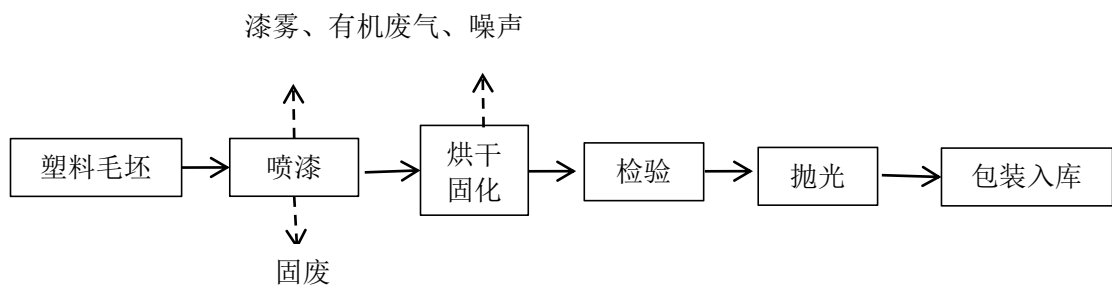 漆雾、有机废气、噪声
塑料毛坯
喷漆
烘干
固化
检验
抛光
包装入库
固废